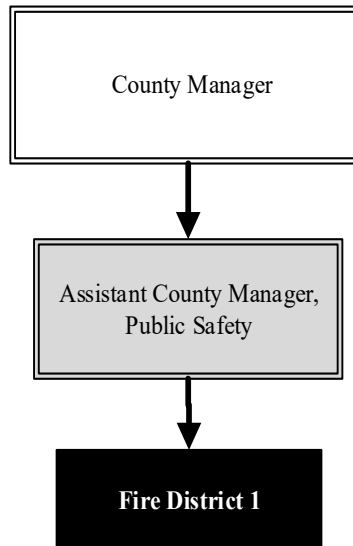 County Manager
Assistant County Manager,
Public Safety
Fire District 1